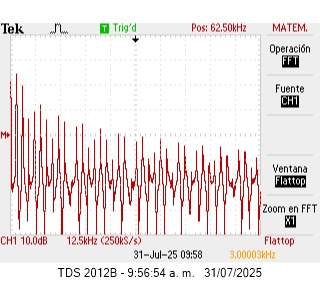 Tek T Trig'd Pos: 62.50kHz MATEM.
Operación
FFT
Fuente
CH1
M
Ventana
Flattop
Zoom en FFT
X1
CH1 10.0dB 12.5kHz (250kS/s) Flattop
31-Jul-25 09:58 3.00003kHz
TDS 2012B - 9:56:54 a. m. 31/07/2025